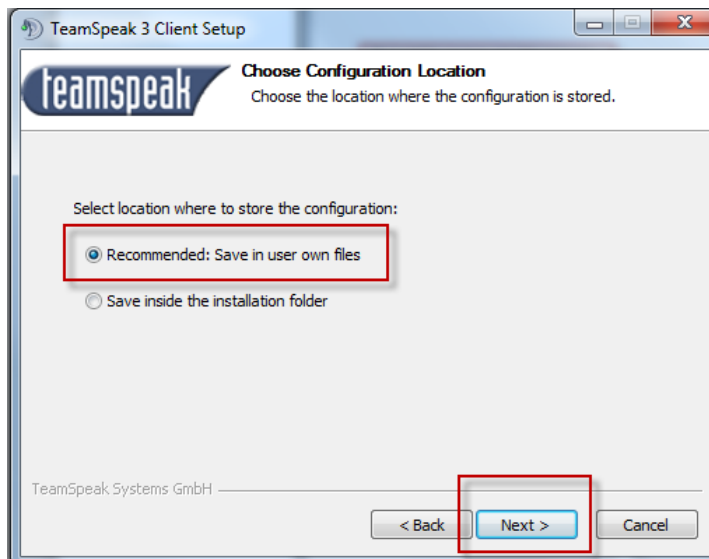 TeamSpeak 3 Client Setup
teamspeak
Choose Configuration Location
Choose the location where the configuration is stored.
Select location where to store the configuration:
Recommended: Save in user own files
Save inside the installation folder
TeamSpeak Systems GmbH
< Back
Next >
Cancel